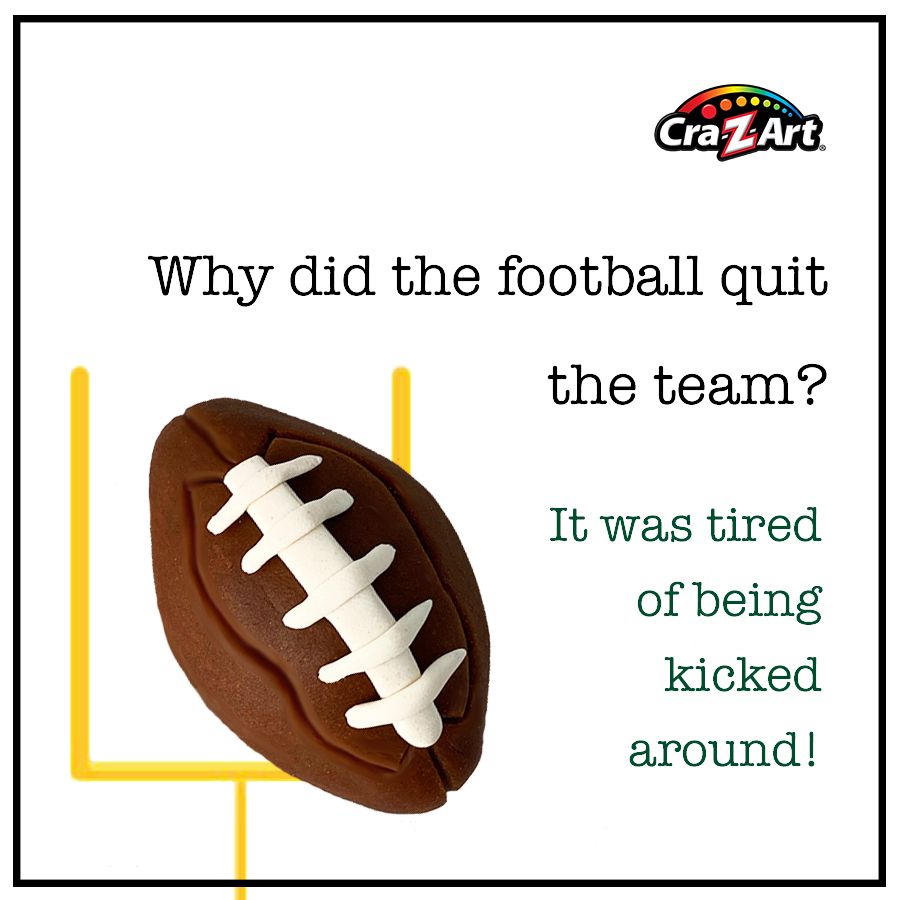 Cra-Z-Art®
Why did the football quit
the team?
It was tired
of being
kicked
around!